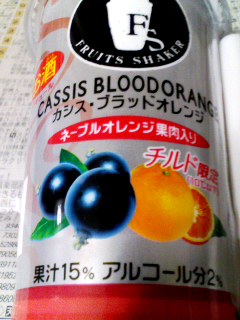 FS
FRUITS SHAKER
お酒
CASSIS BLOODORANGE
カシス・ブラッドオレンジ
ネーブルオレンジ果肉入り
チルド限定
果汁15% アルコール分2%